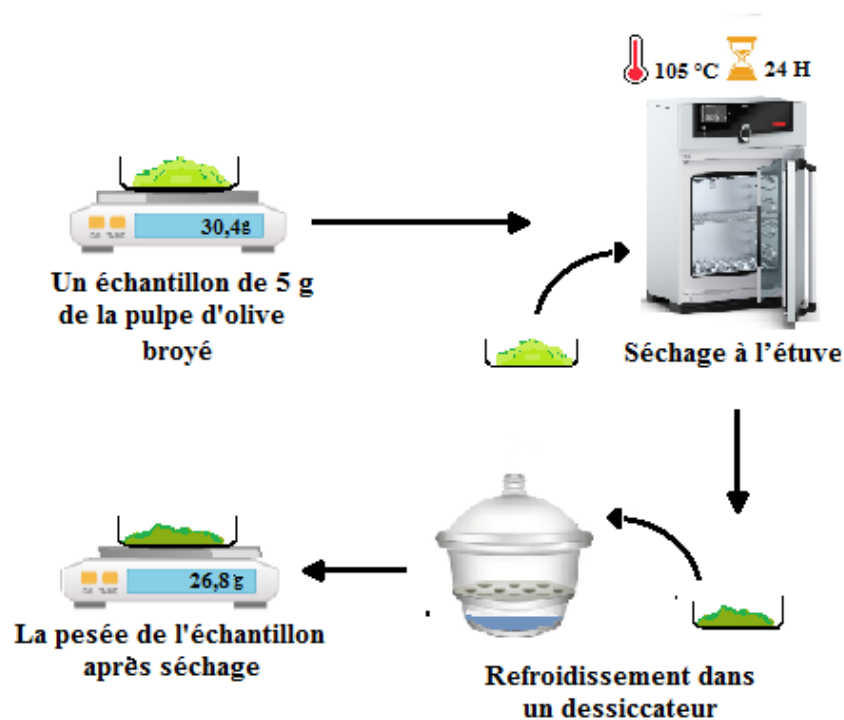 105 °C 24 H
30,4g
Un échantillon de 5 g
de la pulpe d'olive
broyé
Séchage à l'étuve
26,8 g
La pesée de l'échantillon
après séchage
Refroidissement dans
un dessiccateur